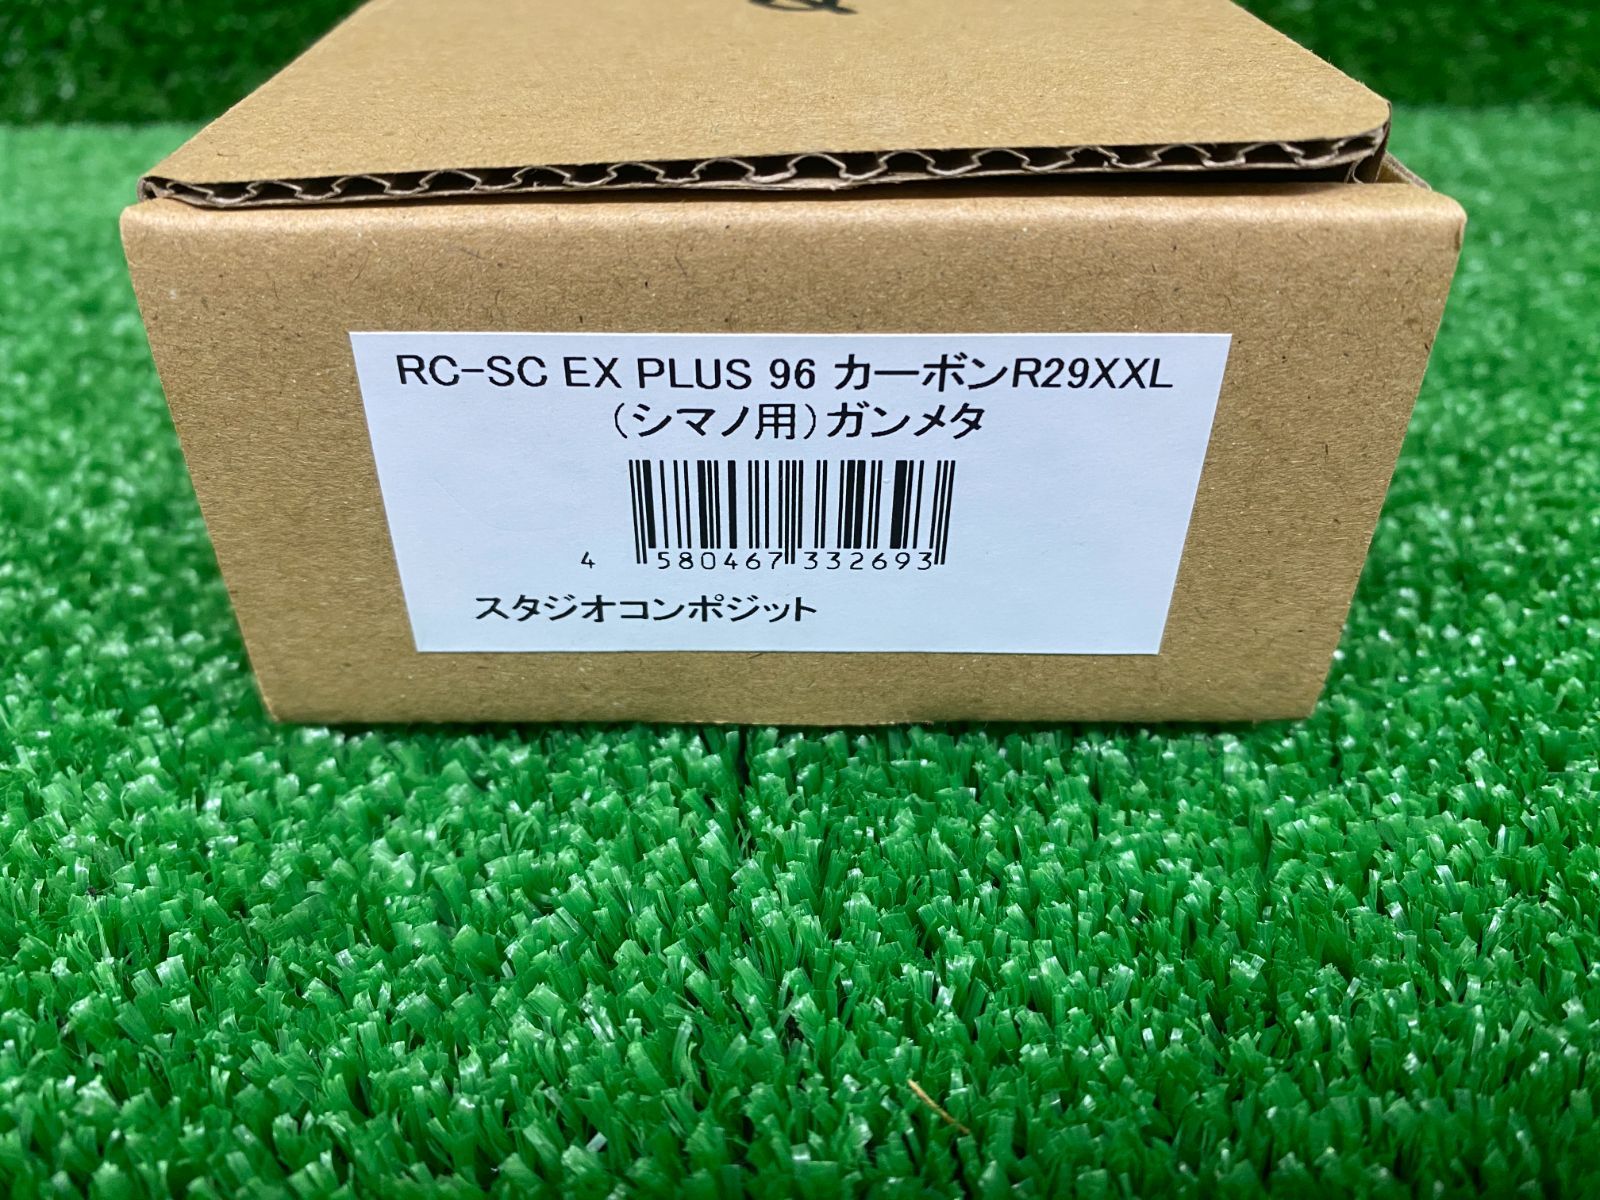 RC-SC EX PLUS 96 カーボンR29XXL
(シマノ用)ガンメタ
4 580467 332693
スタジオコンポジット